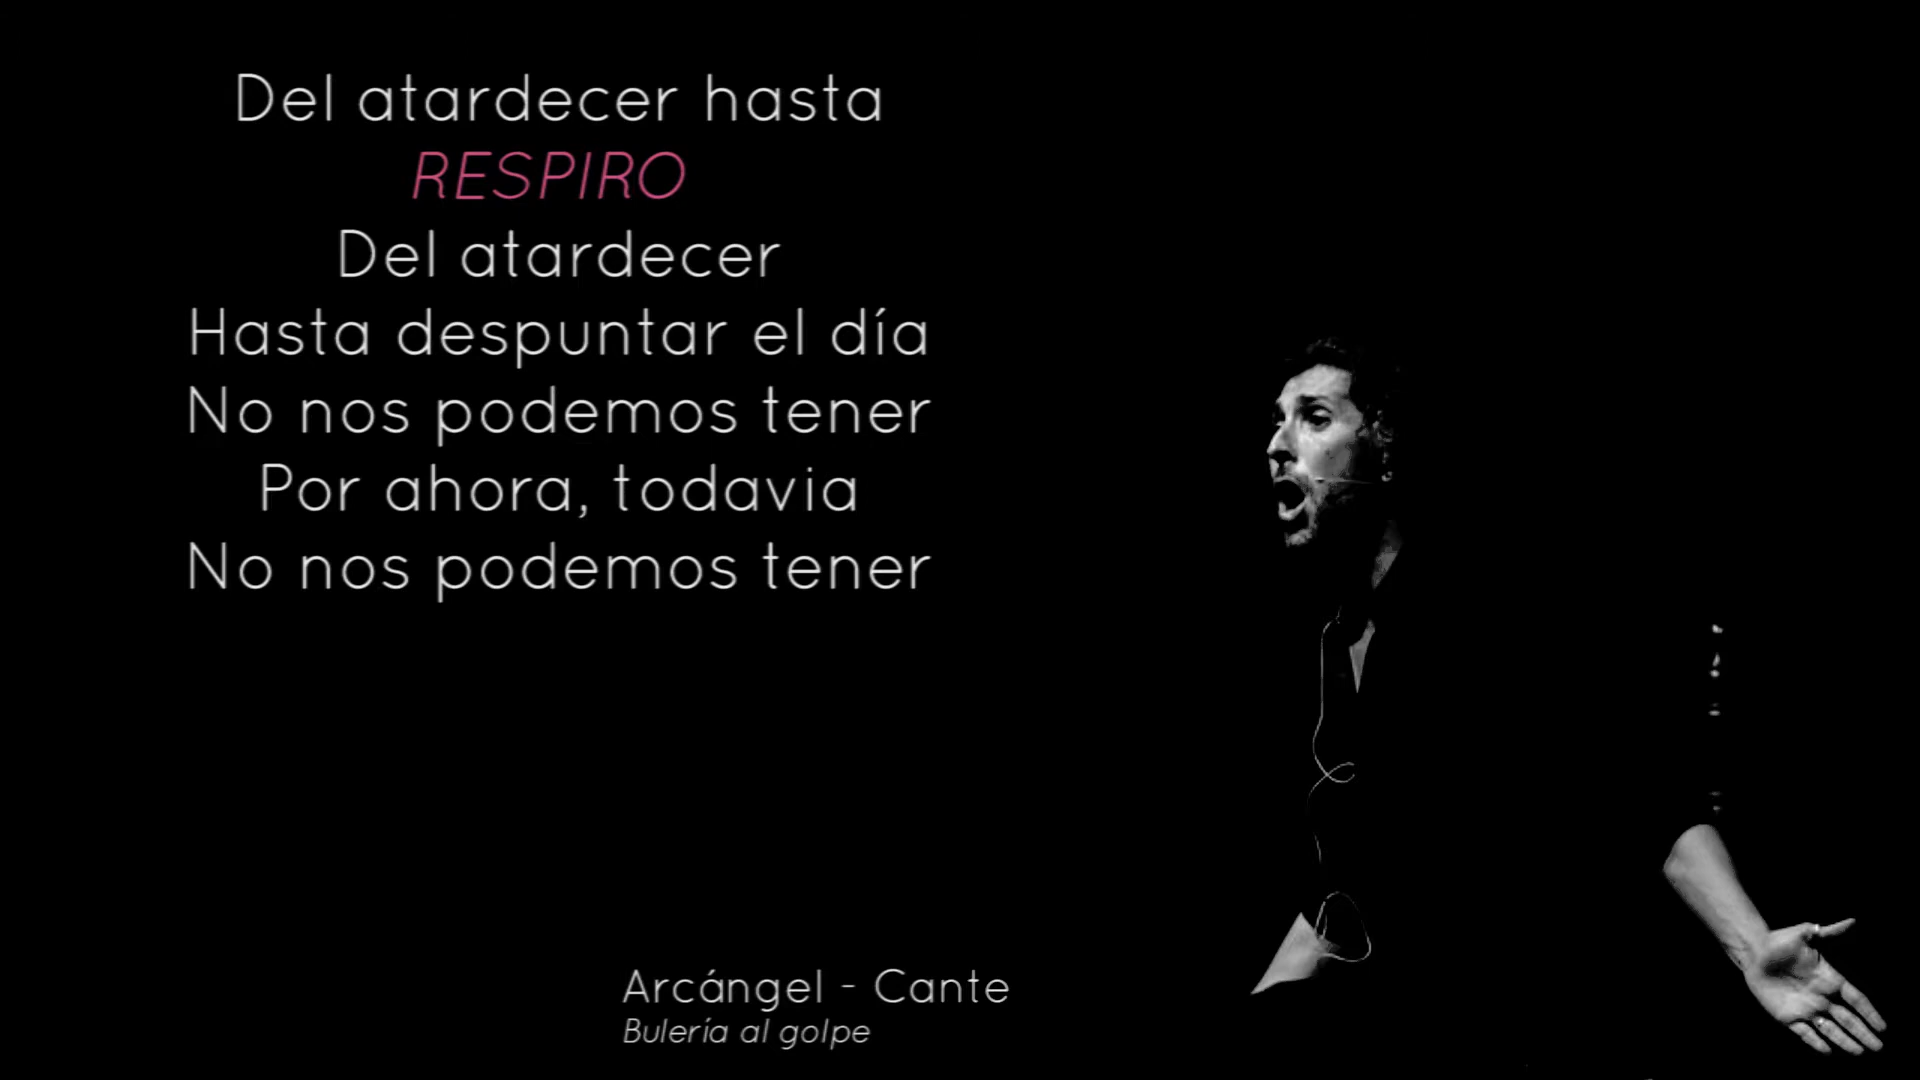 Del atardecer hasta
RESPIRO
Del atardecer
Hasta despuntar el día
No nos podemos tener
Por ahora, todavia
No nos podemos tener
Arcángel - Cante
Bulería al golpe